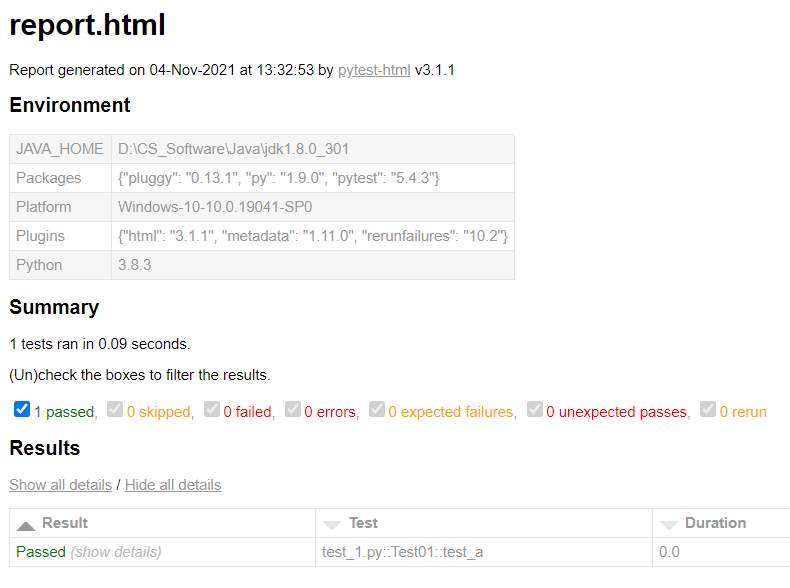 report.html
Report generated on 04-Nov-2021 at 13:32:53 by pytest-html v3.1.1
Environment
JAVA_HOME D:\CS_Software\Java\jdk1.8.0_301
Packages {"pluggy": "0.13.1", "py": "1.9.0", "pytest": "5.4.3"}
Platform Windows-10-10.0.19041-SP0
Plugins {"html": "3.1.1", "metadata": "1.11.0", "rerunfailures": "10.2"}
Python 3.8.3
Summary
1 tests ran in 0.09 seconds.
(Un)check the boxes to filter the results.
1 passed, 0 skipped, 0 failed, 0 errors, 0 expected failures, 0 unexpected passes, 0 rerun
Results
Show all details / Hide all details
Result Test Duration
Passed (show details) test_1.py::Test01::test_a 0.0